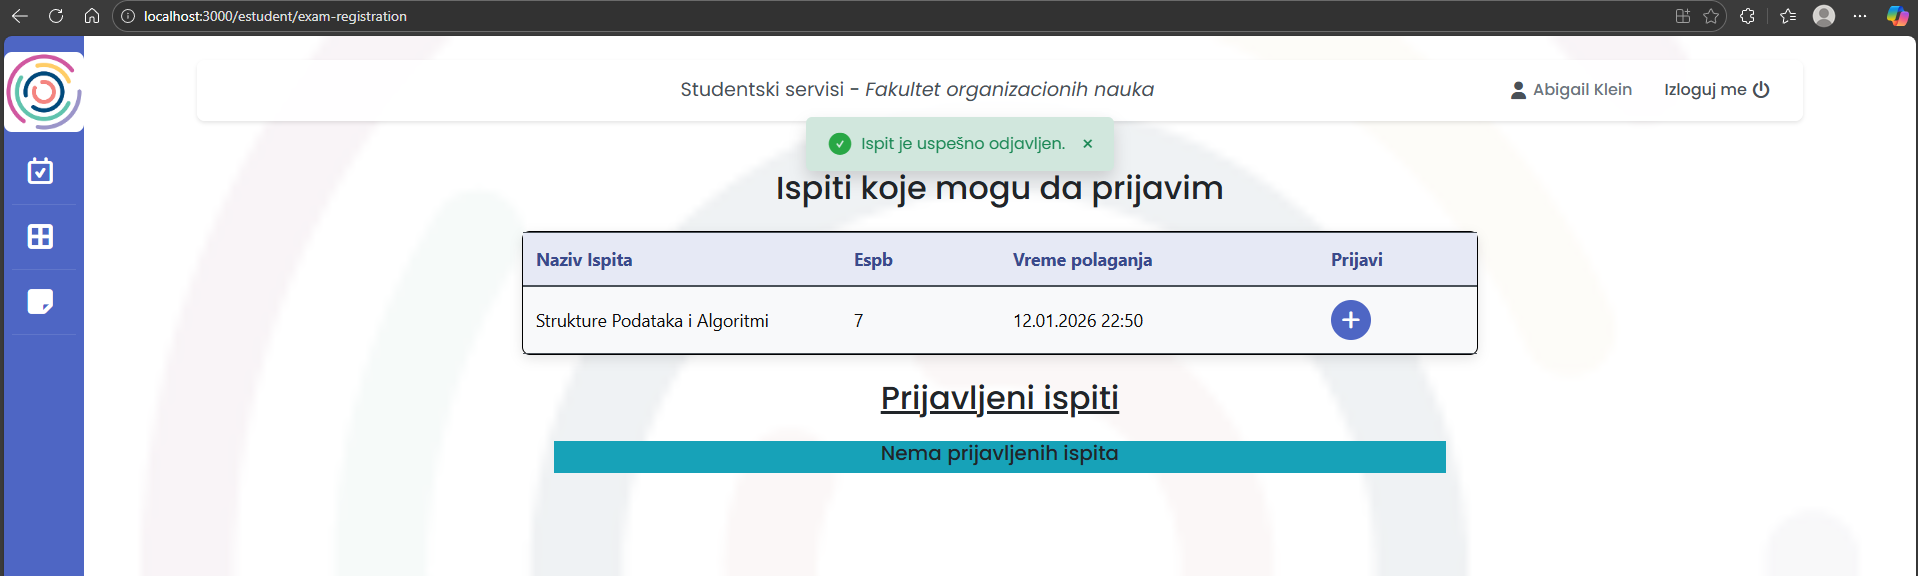 localhost:3000/estudent/exam-registration
Studentski servisi - Fakultet organizacionih nauka
Abigail Klein
Izloguj me
Ispit je uspešno odjavljen.
Ispiti koje mogu da prijavim
Naziv Ispita Espb Vreme polaganja Prijavi
Strukture Podataka i Algoritmi 7 12.01.2026 22:50
Prijavljeni ispiti
Nema prijavljenih ispita